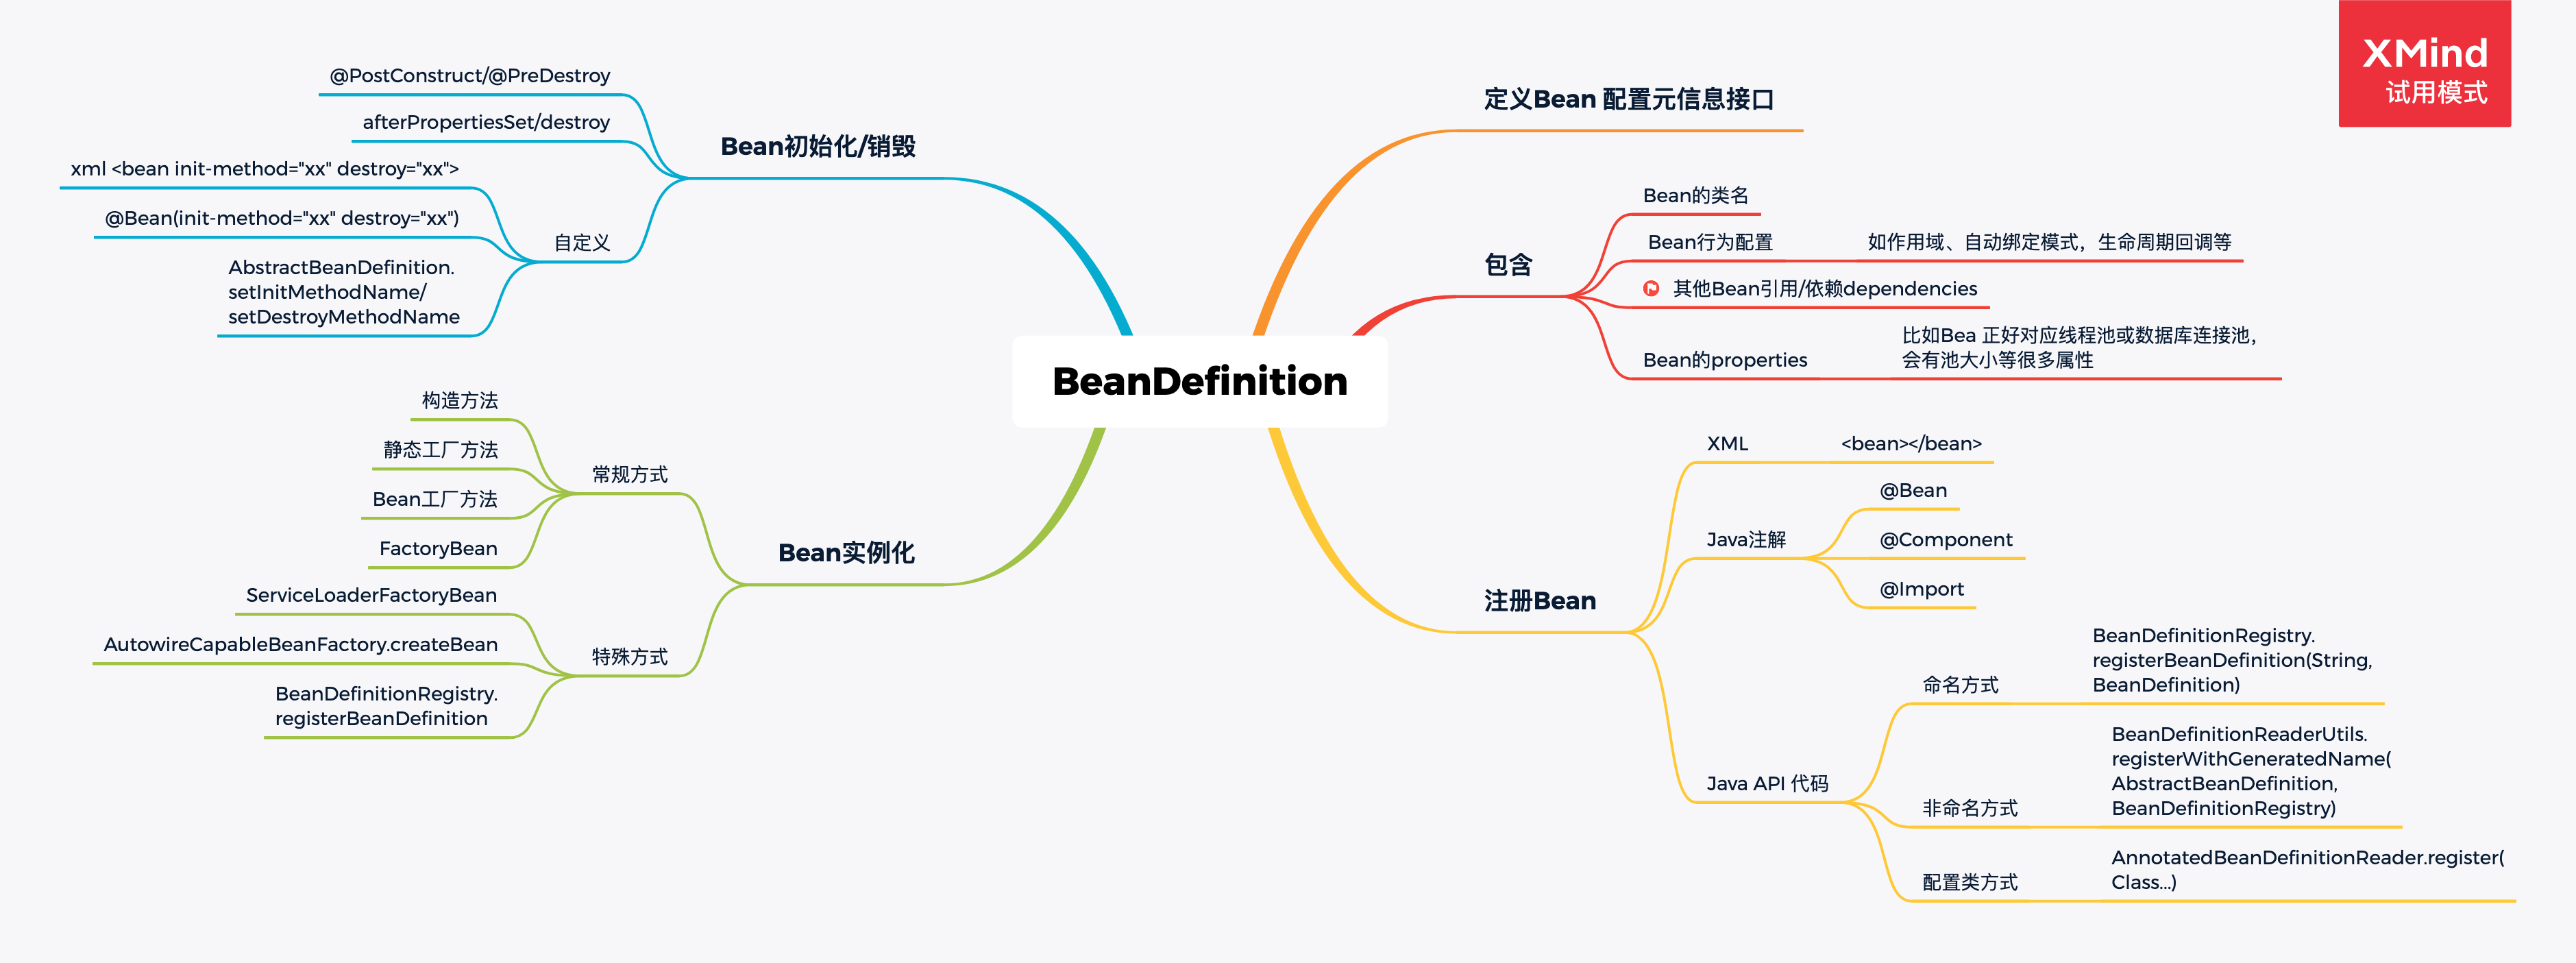 XMind
试用模式
BeanDefinition
定义Bean 配置元信息接口
包含
Bean的类名
Bean行为配置
如作用域、自动绑定模式，生命周期回调等
其他Bean引用/依赖dependencies
Bean的properties
比如Bea 正好对应线程池或数据库连接池，
会有池大小等很多属性
注册Bean
XML
<bean></bean>
Java注解
@Bean
@Component
@Import
Java API 代码
命名方式
BeanDefinitionRegistry.
registerBeanDefinition(String,
BeanDefinition)
非命名方式
BeanDefinitionReaderUtils.
registerWithGeneratedName(
AbstractBeanDefinition,
BeanDefinitionRegistry)
配置类方式
AnnotatedBeanDefinitionReader.register(
Class...)
Bean初始化/销毁
@PostConstruct/@PreDestroy
afterPropertiesSet/destroy
自定义
xml <bean init-method="xx" destroy="xx">
@Bean(init-method="xx" destroy="xx")
AbstractBeanDefinition.
setInitMethodName/
setDestroyMethodName
Bean实例化
常规方式
构造方法
静态工厂方法
Bean工厂方法
FactoryBean
特殊方式
ServiceLoaderFactoryBean
AutowireCapableBeanFactory.createBean
BeanDefinitionRegistry.
registerBeanDefinition